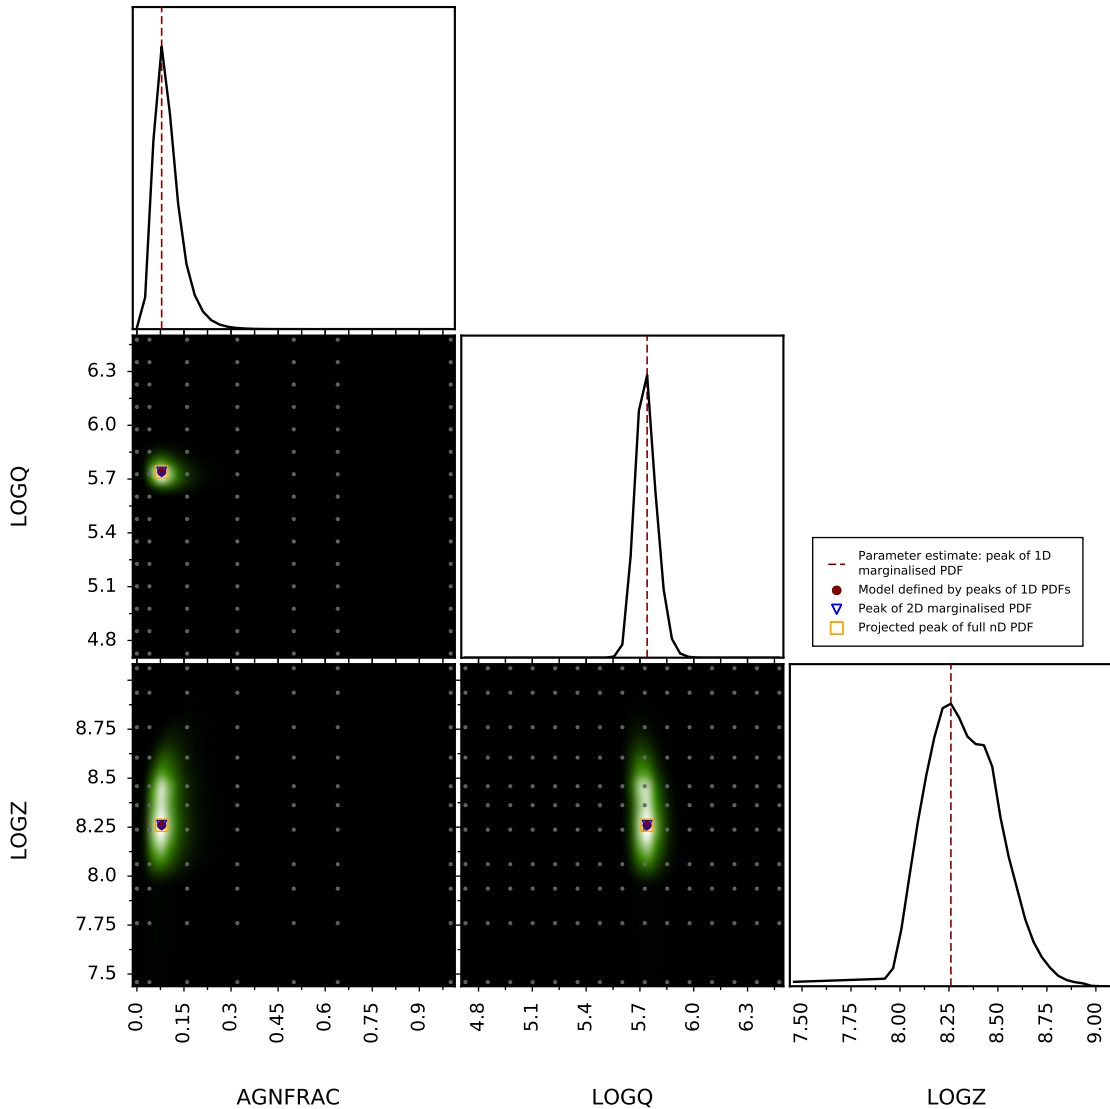 6.3
6.0
5.7
5.4
5.1
4.8
LOGQ
Parameter estimate: peak of 1D
marginalised PDF
Model defined by peaks of 1D PDFs
Peak of 2D marginalised PDF
Projected peak of full nD PDF
8.75
8.5
8.25
8.0
7.75
7.5
LOGZ
0.0 0.15 0.3 0.45 0.6 0.75 0.9
4.8 5.1 5.4 5.7 6.0 6.3
7.50 7.75 8.00 8.25 8.50 8.75 9.00
AGNFRAC LOGQ LOGZ